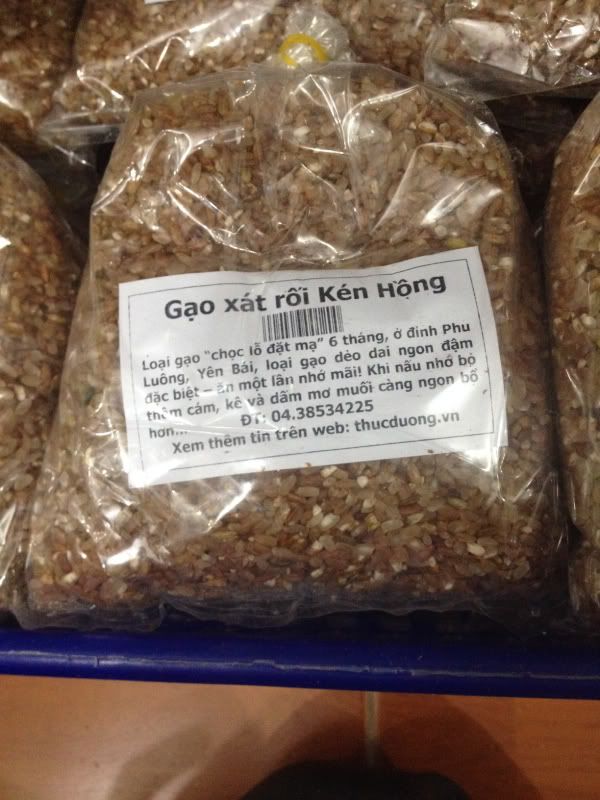 Gạo xát rối Kén Hộng
Loại gạo "chọc lỗ đặt mạ" 6 tháng, ở đỉnh Phu
Luông, Yên Bái, loại gạo dẻo dai ngon đậm
đặc biệt – ăn một lần nhớ mãi! Khi nấu nhớ bỏ
thêm cám, kê và dấm mơ muối càng ngon bổ
hơn...
ĐT: 04.38534225
Xem thêm tin trên web: thucduong.vn